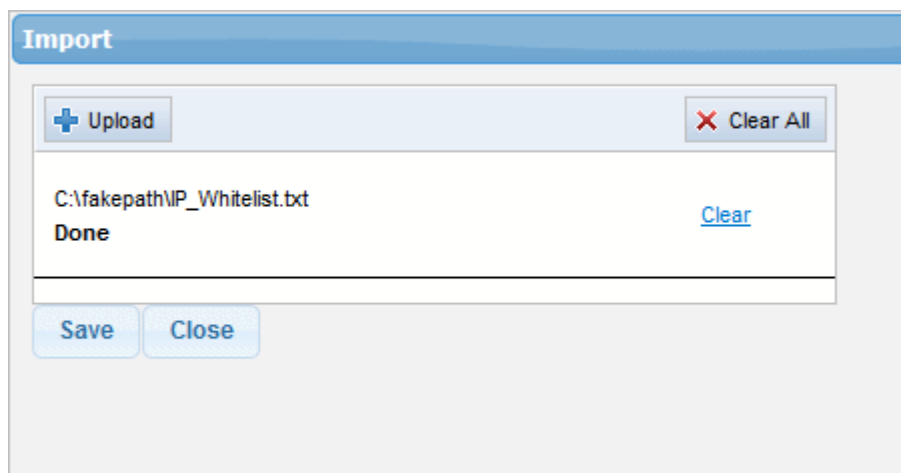 Import
Upload
Clear All
C:\fakepath\IP_Whitelist.txt
Clear
Done
Save
Close